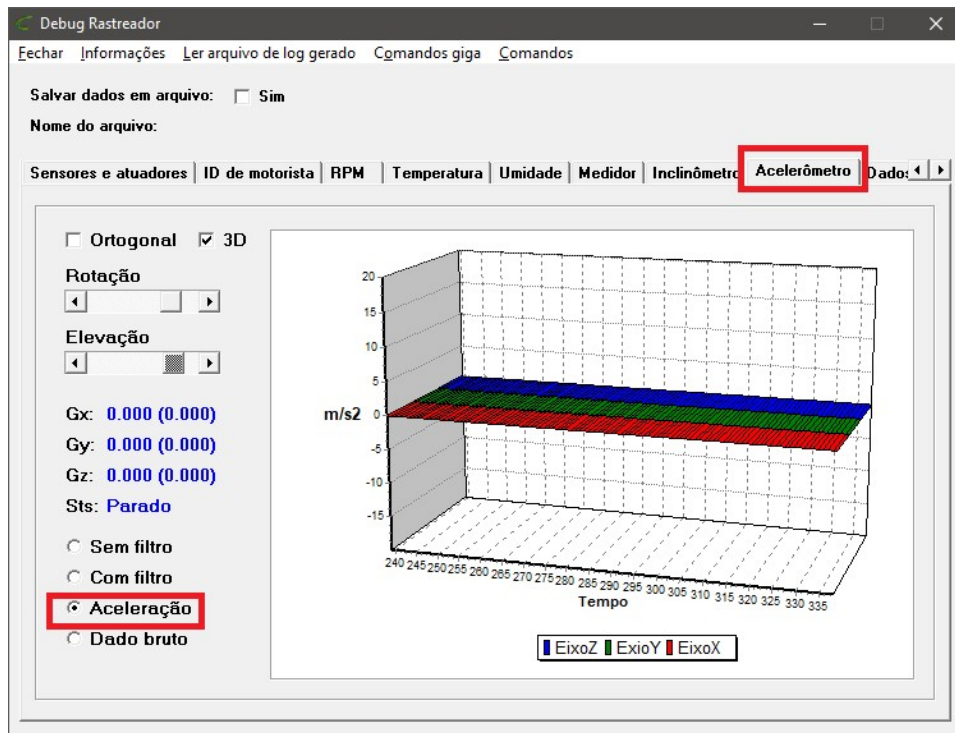 Debug Rastreador
Fechar Informações Ler arquivo de log gerado Comandos giga Comandos
Salvar dados em arquivo: Sim
Nome do arquivo:
Sensores e atuadores ID de motorista RPM Temperatura Umidade Medidor Inclinômetro Acelerômetro Dados
Ortogonal 3D
Rotação
Elevação
Gx: 0.000 (0.000)
Gy: 0.000 (0.000)
Gz: 0.000 (0.000)
Sts: Parado
Sem filtro
Com filtro
Aceleração
Dado bruto
20
15
10
5
m/s2 0
-5
-10
-15
240 245 250 255 260 265 270 275 280 285 290 295 300 305 310 315 320 325 330 335
Tempo
EixoZ ExioY EixoX